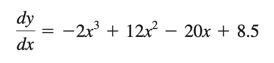 dy/dx = −2x³ + 12x² − 20x + 8.5